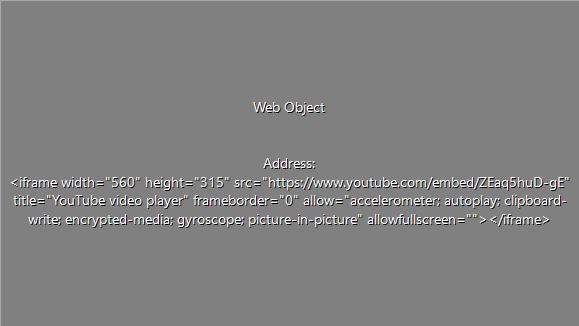 Web Object
Address:
<iframe width="560" height="315" src="https://www.youtube.com/embed/ZEaq5huD-gE"
title="YouTube video player" frameborder="0" allow="accelerometer; autoplay; clipboard-
write; encrypted-media; gyroscope; picture-in-picture" allowfullscreen=""></iframe>